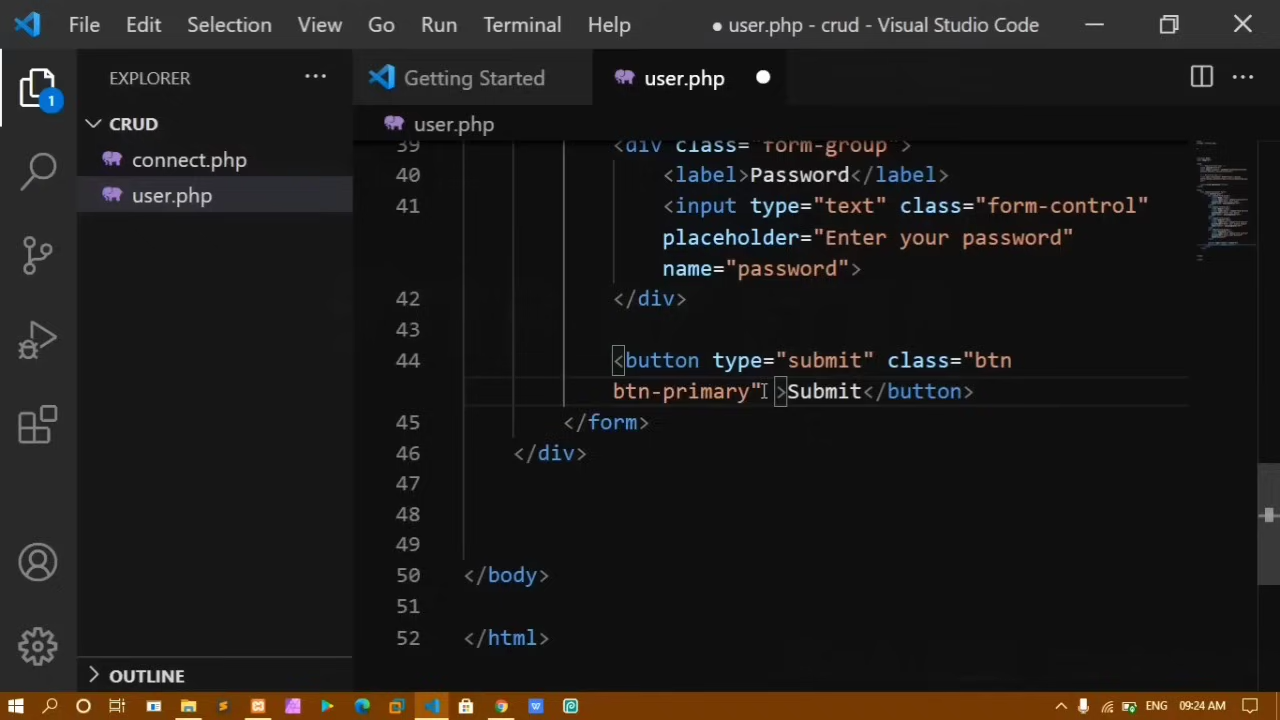 File Edit Selection View Go Run Terminal Help ● user.php - crud - Visual Studio Code
EXPLORER ··· Getting Started user.php
1
CRUD user.php
connect.php
user.php
39 <div class="form-group">
40 <label>Password</label>
41 <input type="text" class="form-control"
placeholder="Enter your password"
name="password">
42 </div>
43
44 <button type="submit" class="btn
btn-primary" >Submit</button>
45 </form>
46 </div>
47
48
49
50 </body>
51
52 </html>
OUTLINE
ENG 09:24 AM